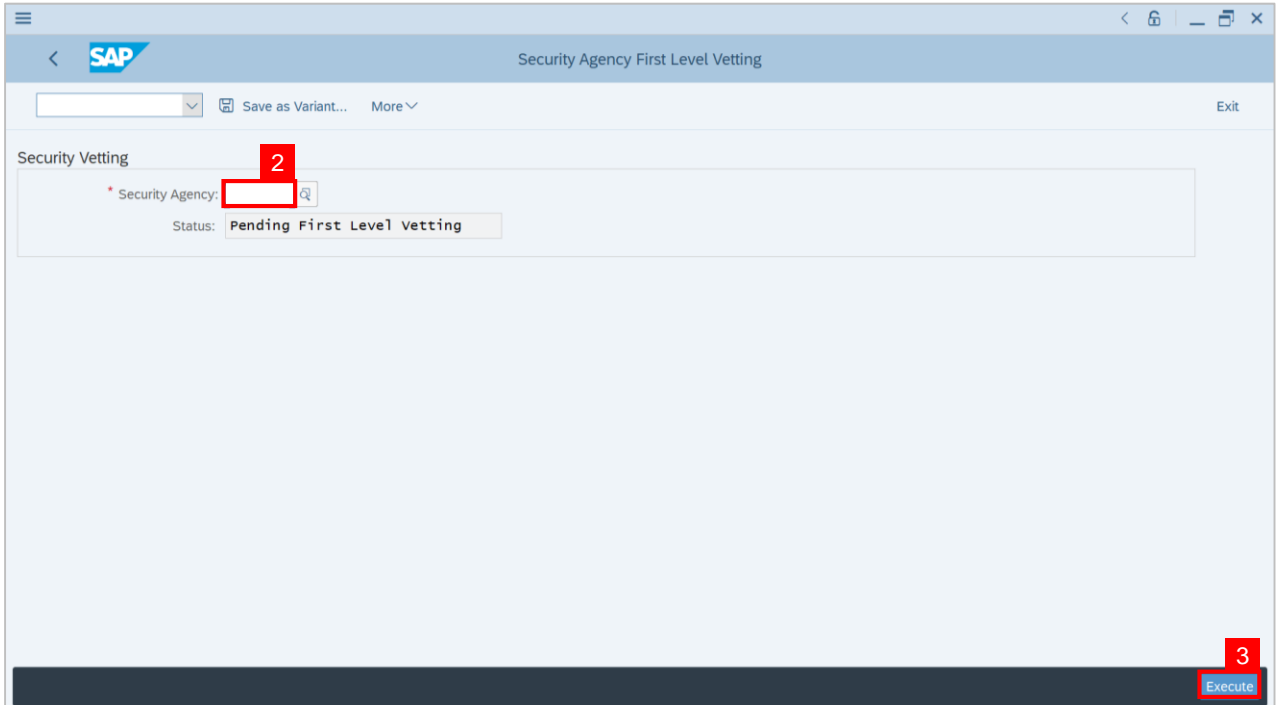 SAP
Security Agency First Level Vetting
Save as Variant... More Exit
Security Vetting
2
* Security Agency:
Status: Pending First Level Vetting
3
Execute